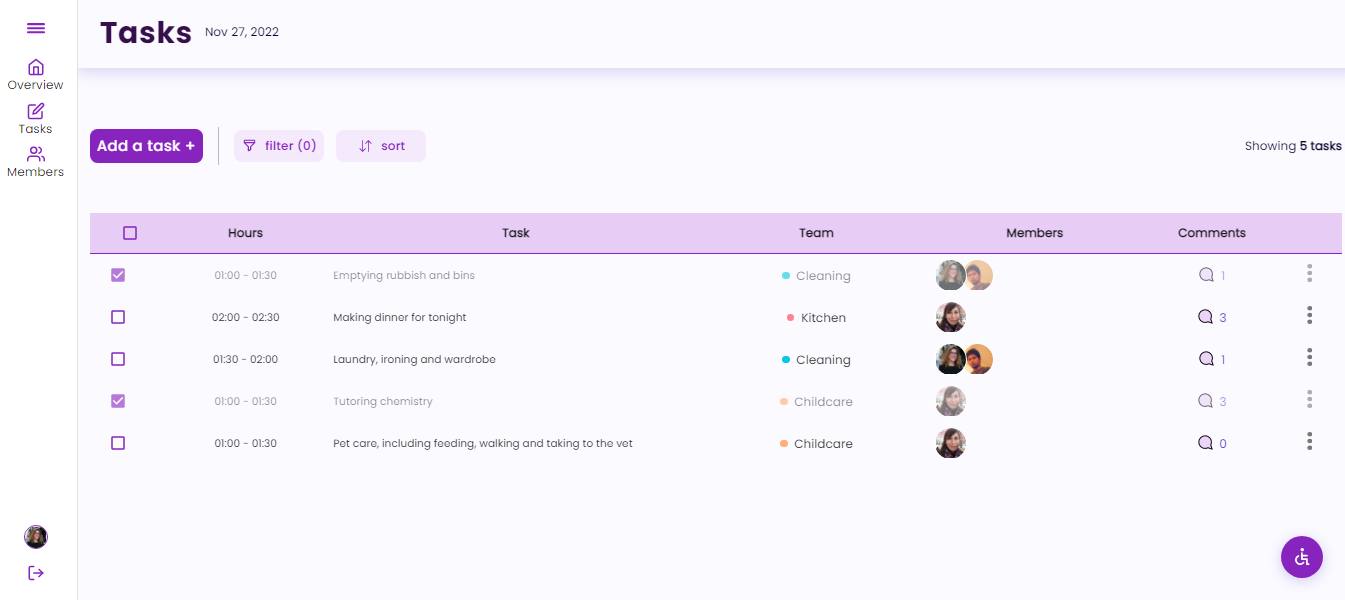 Tasks Nov 27, 2022
Overview
Tasks
Members
Add a task + filter (0) sort Showing 5 tasks
Hours Task Team Members Comments
01:00 - 01:30 Emptying rubbish and bins Cleaning 1
02:00 - 02:30 Making dinner for tonight Kitchen 3
01:30 - 02:00 Laundry, ironing and wardrobe Cleaning 1
01:00 - 01:30 Tutoring chemistry Childcare 3
01:00 - 01:30 Pet care, including feeding, walking and taking to the vet Childcare 0